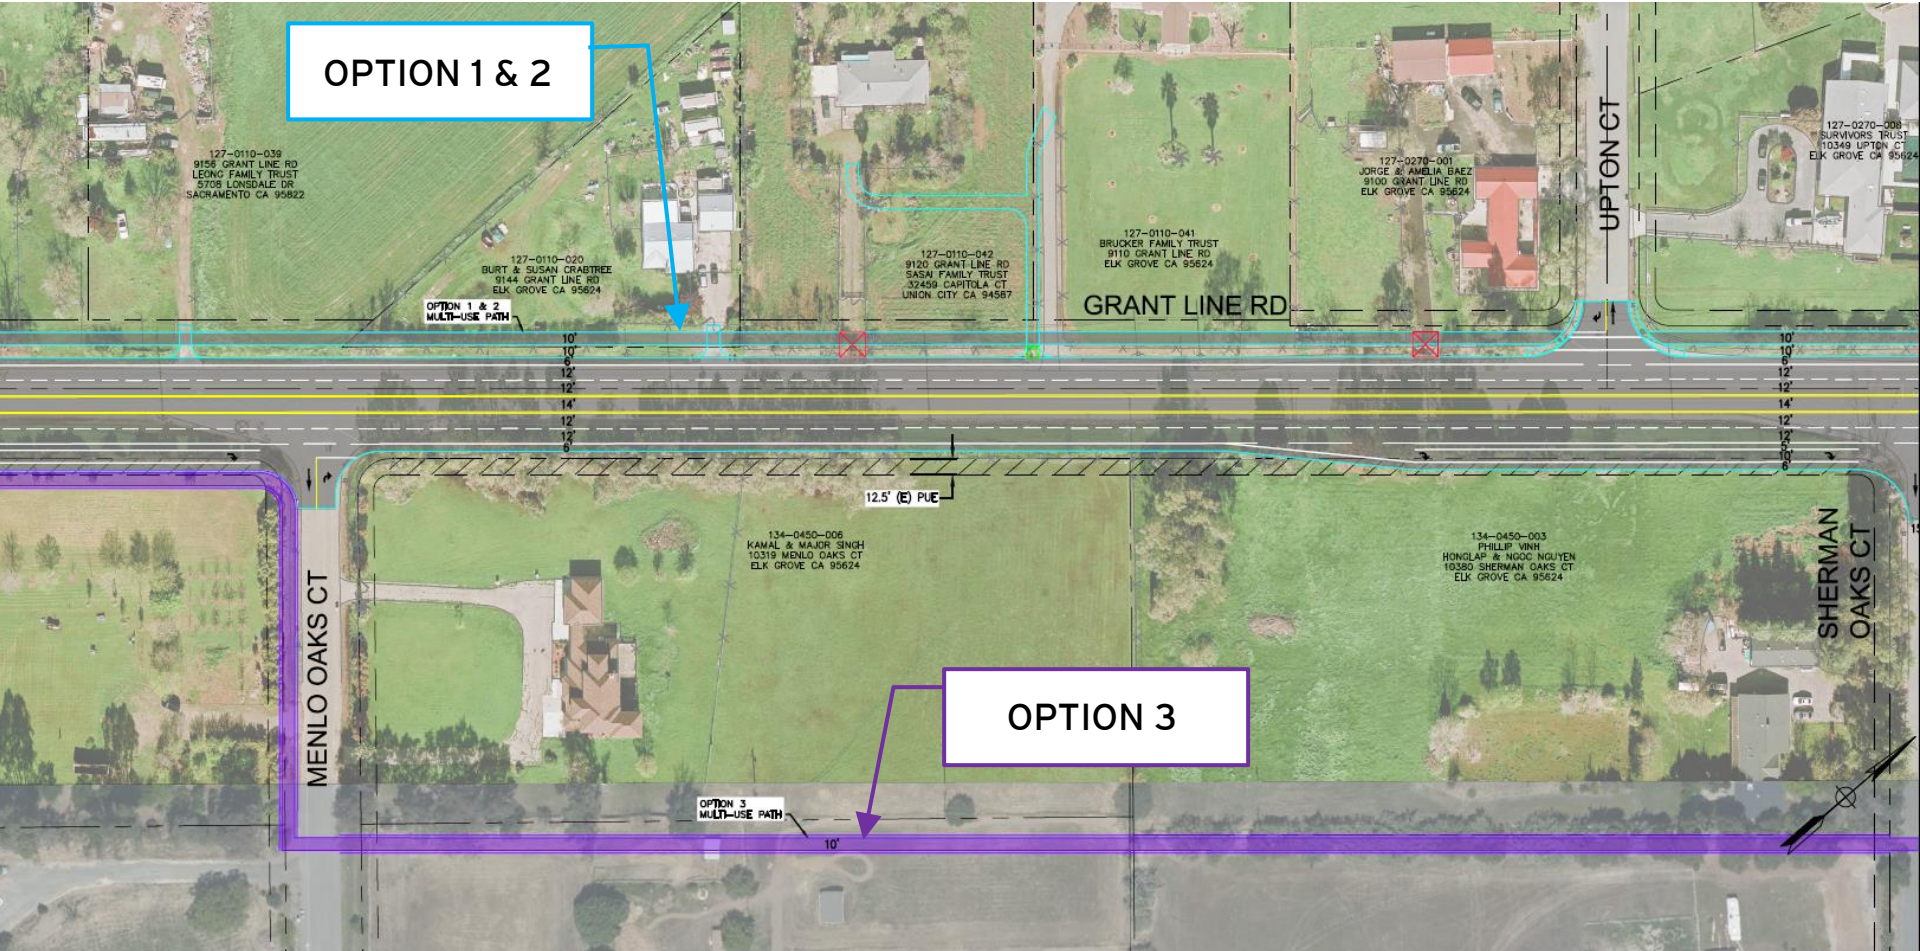 OPTION 1 & 2
127-0110-039
9156 GRANT LINE RD
LEONG FAMILY TRUST
5708 LONSDALE DR
SACRAMENTO CA 95822
127-0110-020
BURT & SUSAN CRABTREE
9144 GRANT LINE RD
ELK GROVE CA 95624
OPTION 1 & 2
MULTI-USE PATH
127-0110-042
9120 GRANT LINE RD
SASAI FAMILY TRUST
32459 CAPITOLA CT
UNION CITY CA 94587
127-0110-041
BRUCKER FAMILY TRUST
9110 GRANT LINE RD
ELK GROVE CA 95624
127-0270-001
JORGE & AMELIA BAEZ
9100 GRANT LINE RD
ELK GROVE CA 95624
UPTON CT
127-0270-008
SURVIVORS TRUST
10349 UPTON CT
ELK GROVE CA 95624
GRANT LINE RD
10'
10'
6'
12'
12'
14'
12'
12'
6'
10'
10'
6'
12'
12'
14'
12'
12'
5'
10'
6'
12.5' (E) PUE
134-0450-006
KAMAL & MAJOR SINGH
10319 MENLO OAKS CT
ELK GROVE CA 95624
134-0450-003
PHILLIP VINH
HONGLAP & NGOC NGUYEN
10380 SHERMAN OAKS CT
ELK GROVE CA 95624
MENLO OAKS CT
SHERMAN
OAKS CT
OPTION 3
OPTION 3
MULTI-USE PATH
10'